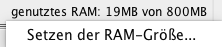 genutztes RAM: 19MB von 800MB
Setzen der RAM-Größe...